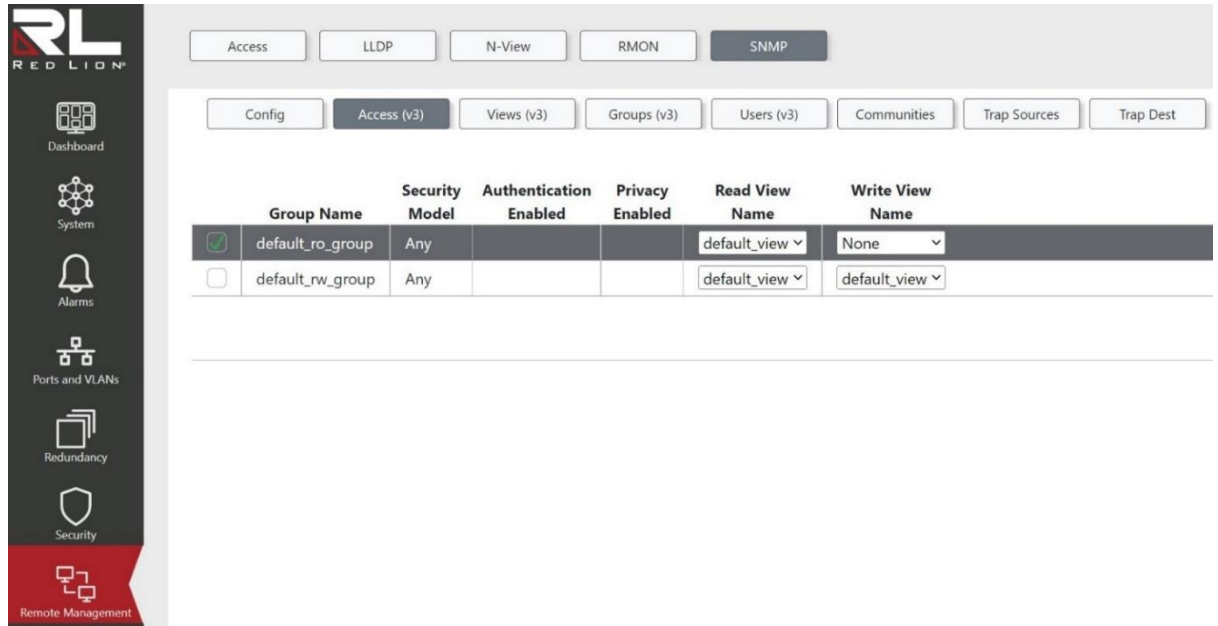 RL
RED LION®
Access LLDP N-View RMON SNMP
Config Access (v3) Views (v3) Groups (v3) Users (v3) Communities Trap Sources Trap Dest
Dashboard
System
Alarms
Ports and VLANs
Redundancy
Security
Remote Management
Security Authentication Privacy Read View Write View
Group Name Model Enabled Enabled Name Name
default_ro_group Any default_view None
default_rw_group Any default_view default_view